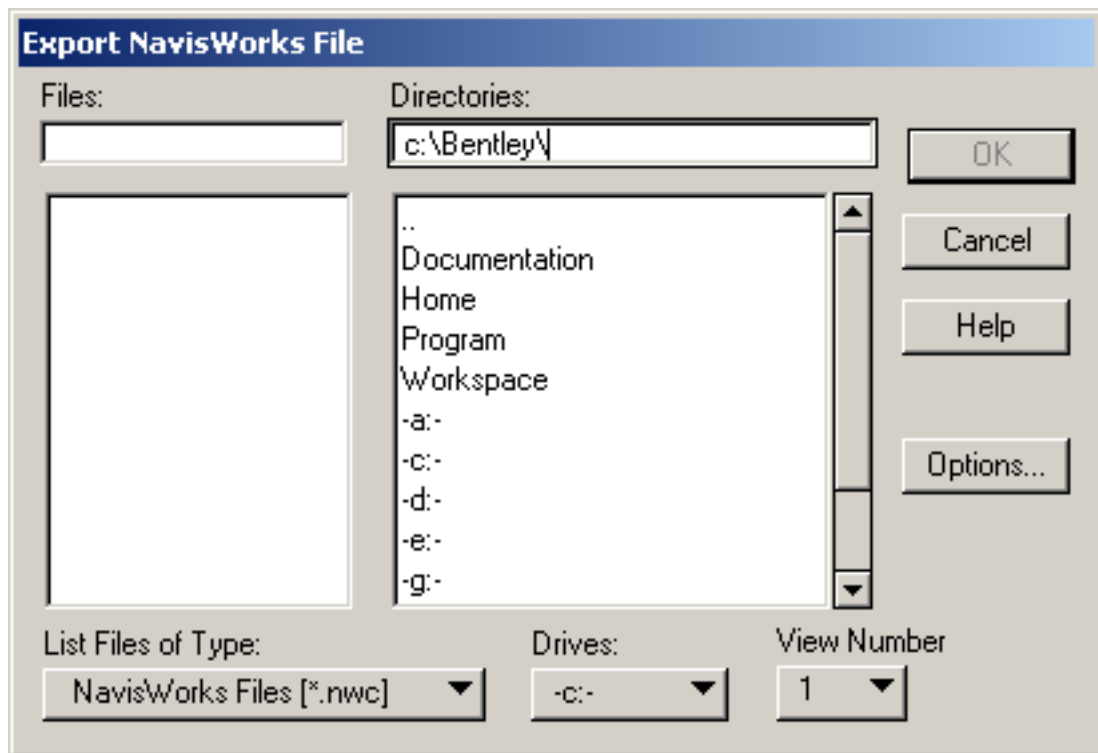 Export NavisWorks File
Files:
Directories:
c:\Bentley\
OK
..
Documentation
Home
Program
Workspace
-a:-
-c:-
-d:-
-e:-
-g:-
Cancel
Help
Options...
List Files of Type:
Drives:
View Number
NavisWorks Files [*.nwc]
-c:-
1